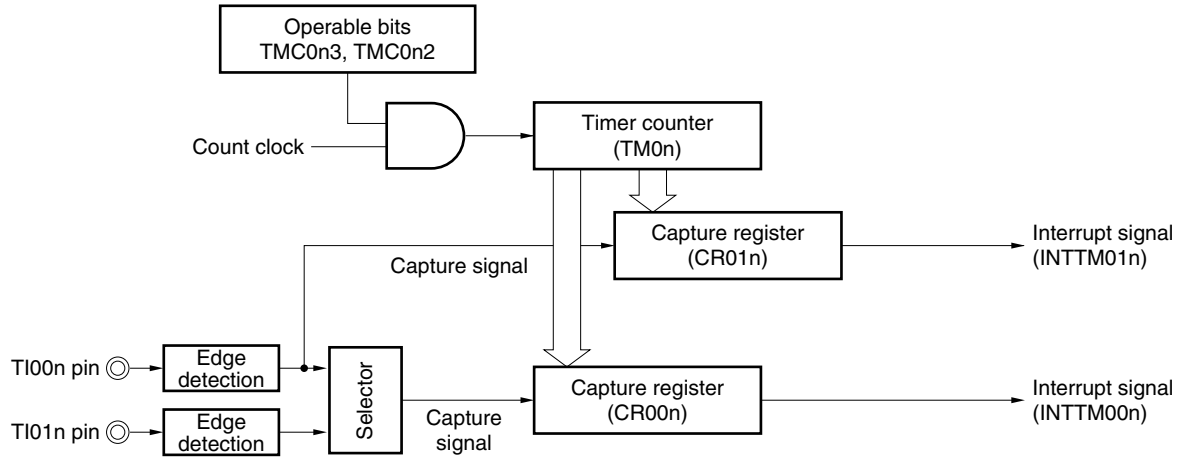 Operable bits
TMC0n3, TMC0n2
Count clock
Timer counter
(TM0n)
Capture register
(CR01n)
Interrupt signal
(INTTM01n)
Capture signal
TI00n pin
Edge
detection
Selector
Capture register
(CR00n)
Interrupt signal
(INTTM00n)
TI01n pin
Edge
detection
Capture
signal